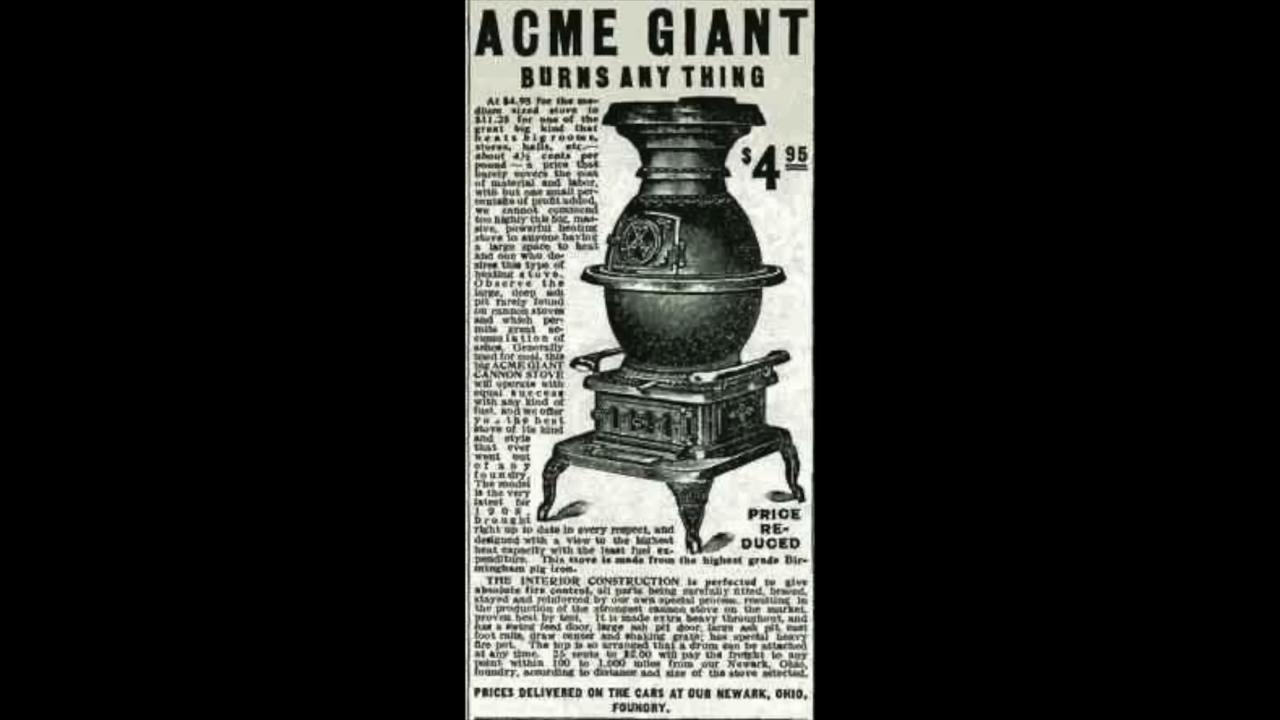 ACME GIANT
BURNS ANY THING
At $4.95 for the me-
dium sized stove to
$11.25 for one of the
great big kind that
heats big rooms,
stores, halls, etc.—
about 4½ cents per
pound — a price that
barely covers the cost
of material and labor,
with but one small per-
centage of profit added,
we cannot commend
too highly this big, mas-
sive, powerful heating
stove to anyone having
a large space to heat
and one who de-
sires this type of
heating stove.
Observe the
large, deep ash
pit rarely found
on cannon stoves
and which per-
mits great ac-
cumulation of
ashes. Generally
used for coal, this
big ACME GIANT
CANNON STOVE
will operate with
equal success
with any kind of
fuel, and we offer
the best
stove of its kind
and style
that ever
went out
of any
foundry.
The model
is the very
latest for
1908,
brought
right up to date in every respect, and
designed with a view to the highest
heat capacity with the least fuel ex-
penditure. This stove is made from the highest grade Bir-
mingham pig iron.
$4.95
PRICE
RE-
DUCED
THE INTERIOR CONSTRUCTION is perfected to give
absolute fire control, all parts being carefully fitted, braced,
stayed and reinforced by our own special process, resulting in
the production of the strongest cannon stove on the market,
proven best by test. It is made extra heavy throughout, and
has a swing feed door, large ash pit door, large ash pit, cast
foot rails, draw center and shaking grate; has special heavy
fire pot. The top is so arranged that a drum can be attached
at any time. 25 cents to $2.00 will pay the freight to any
point within 100 to 1,000 miles from our Newark, Ohio,
foundry, according to distance and size of the stove selected.
PRICES DELIVERED ON THE CARS AT OUR NEWARK, OHIO,
FOUNDRY.